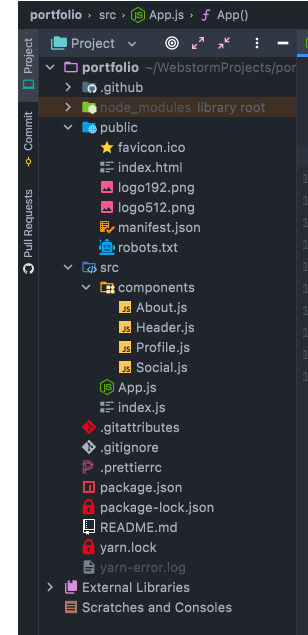 portfolio › src › App.js › App()
Project
Project
portfolio ~/WebstormProjects/por
.github
node_modules library root
public
favicon.ico
index.html
logo192.png
logo512.png
manifest.json
robots.txt
src
components
About.js
Header.js
Profile.js
Social.js
App.js
index.js
.gitattributes
.gitignore
.prettierrc
package.json
package-lock.json
README.md
yarn.lock
yarn-error.log
External Libraries
Scratches and Consoles
Commit
Pull Requests